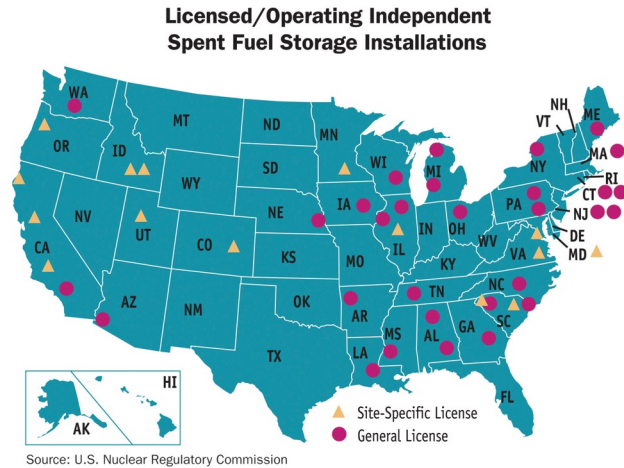 Licensed/Operating Independent
Spent Fuel Storage Installations
WA
MT
ND
MN
VT
NH
ME
OR
ID
SD
WI
MI
NY
MA
WY
RI
CT
IA
PA
NJ
NE
NV
UT
CO
IL
IN
OH
DE
MD
WV
VA
CA
KS
MO
KY
NC
TN
AZ
NM
OK
AR
SC
MS
AL
GA
TX
LA
FL
HI
AK
Site-Specific License
General License
Source: U.S. Nuclear Regulatory Commission